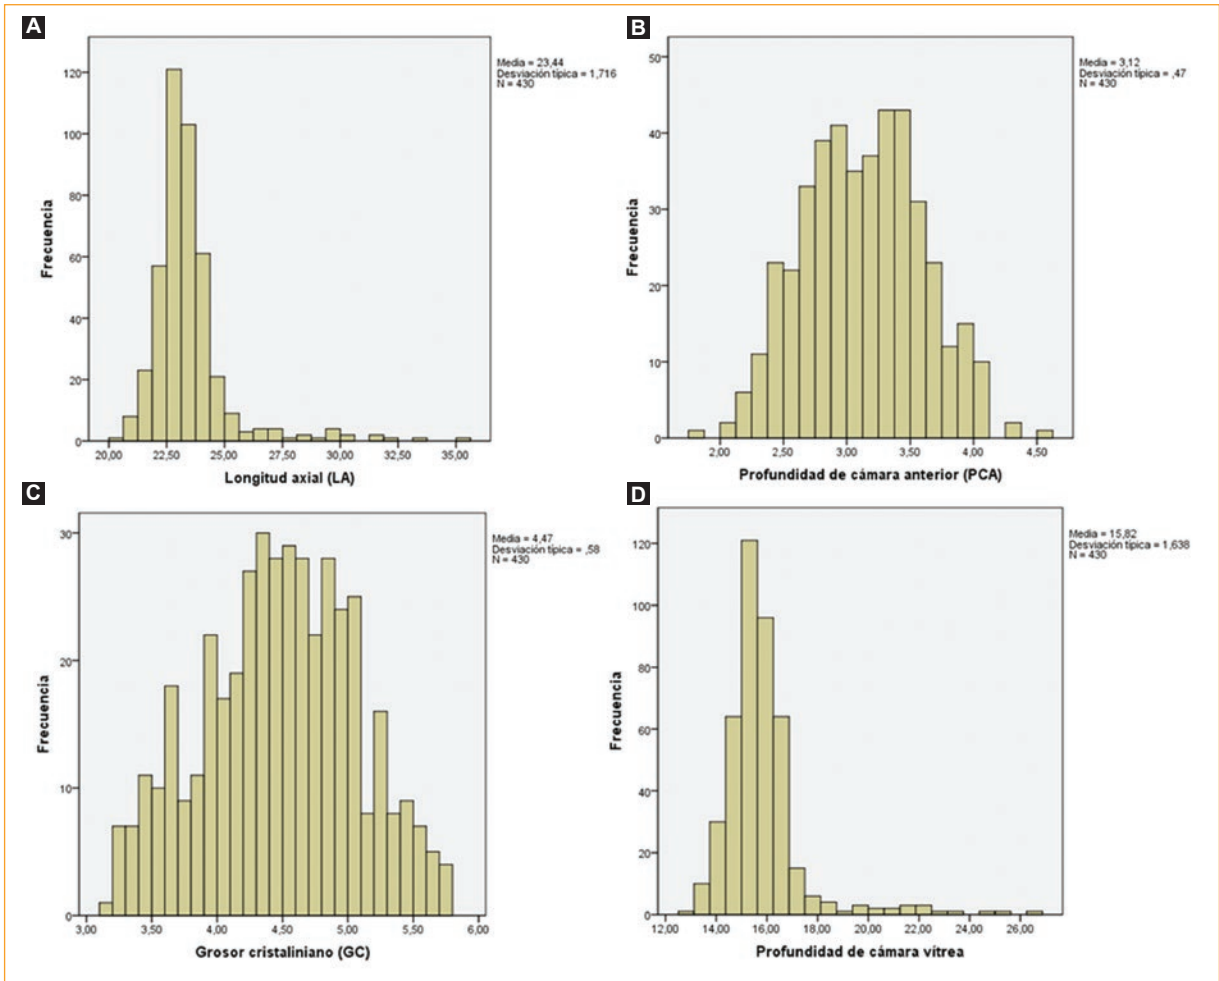 A
Media = 23,44
Desviación típica = 1,716
N = 430
120
100
80
60
40
20
0
Frecuencia
20,00 22,50 25,00 27,50 30,00 32,50 35,00
Longitud axial (LA)
B
Media = 3,12
Desviación típica = ,47
N = 430
50
40
30
20
10
0
Frecuencia
2,00 2,50 3,00 3,50 4,00 4,50
Profundidad de cámara anterior (PCA)
C
Media = 4,47
Desviación típica = ,58
N = 430
30
20
10
0
Frecuencia
3,00 3,50 4,00 4,50 5,00 5,50 6,00
Grosor cristaliniano (GC)
D
Media = 15,82
Desviación típica = 1,638
N = 430
120
100
80
60
40
20
0
Frecuencia
12,00 14,00 16,00 18,00 20,00 22,00 24,00 26,00
Profundidad de cámara vítrea